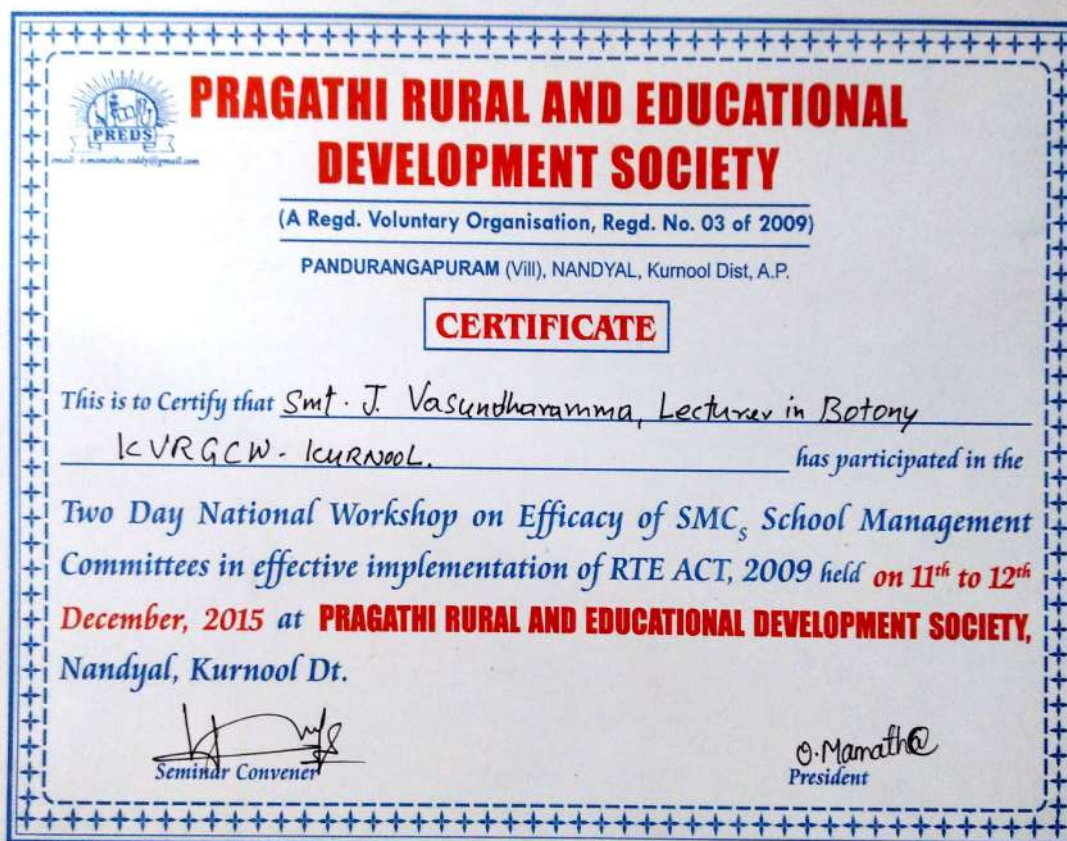 PRAGATHI RURAL AND EDUCATIONAL
DEVELOPMENT SOCIETY
PREDS
(A Regd. Voluntary Organisation, Regd. No. 03 of 2009)
PANDURANGAPURAM (Vill), NANDYAL, Kurnool Dist, A.P.
CERTIFICATE
This is to Certify that Smt. J. Vasundharamma, Lecturer in Botony
KVRGCW. KURNOOL. has participated in the
Two Day National Workshop on Efficacy of SMCs School Management
Committees in effective implementation of RTE ACT, 2009 held on 11th to 12th
December, 2015 at PRAGATHI RURAL AND EDUCATIONAL DEVELOPMENT SOCIETY,
Nandyal, Kurnool Dt.
Seminar Convener
O. Mamatha
President